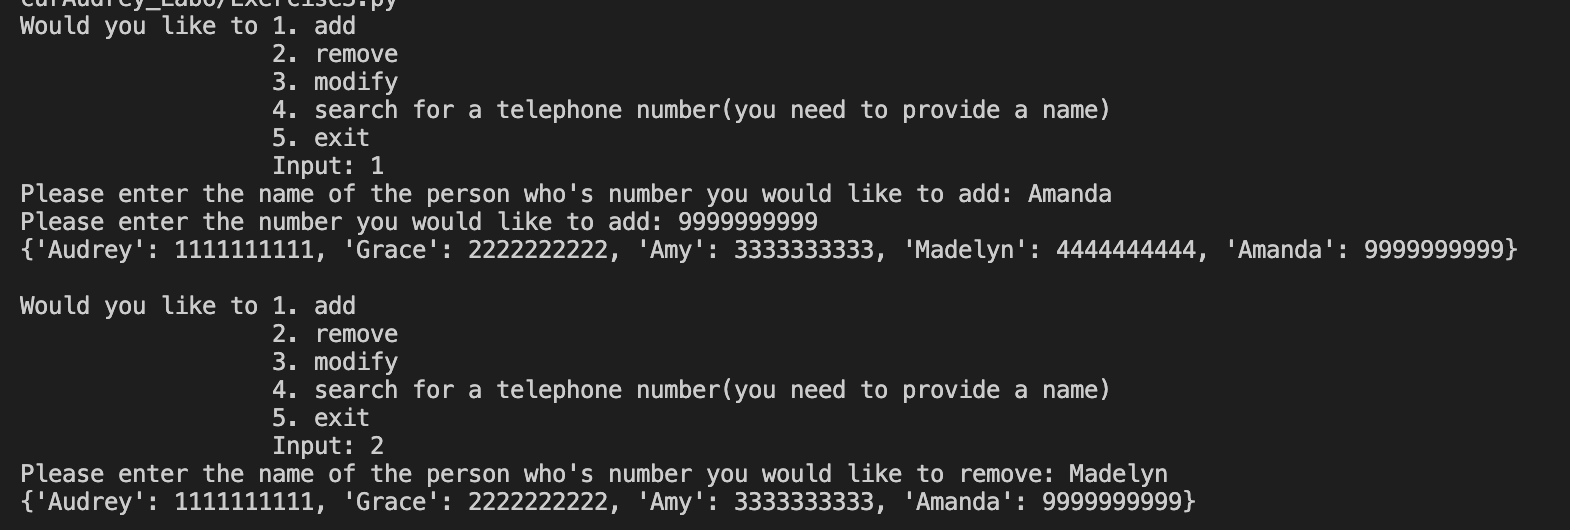 Would you like to 1. add
2. remove
3. modify
4. search for a telephone number(you need to provide a name)
5. exit
Input: 1
Please enter the name of the person who's number you would like to add: Amanda
Please enter the number you would like to add: 9999999999
{'Audrey': 1111111111, 'Grace': 2222222222, 'Amy': 3333333333, 'Madelyn': 4444444444, 'Amanda': 9999999999}
Would you like to 1. add
2. remove
3. modify
4. search for a telephone number(you need to provide a name)
5. exit
Input: 2
Please enter the name of the person who's number you would like to remove: Madelyn
{'Audrey': 1111111111, 'Grace': 2222222222, 'Amy': 3333333333, 'Amanda': 9999999999}